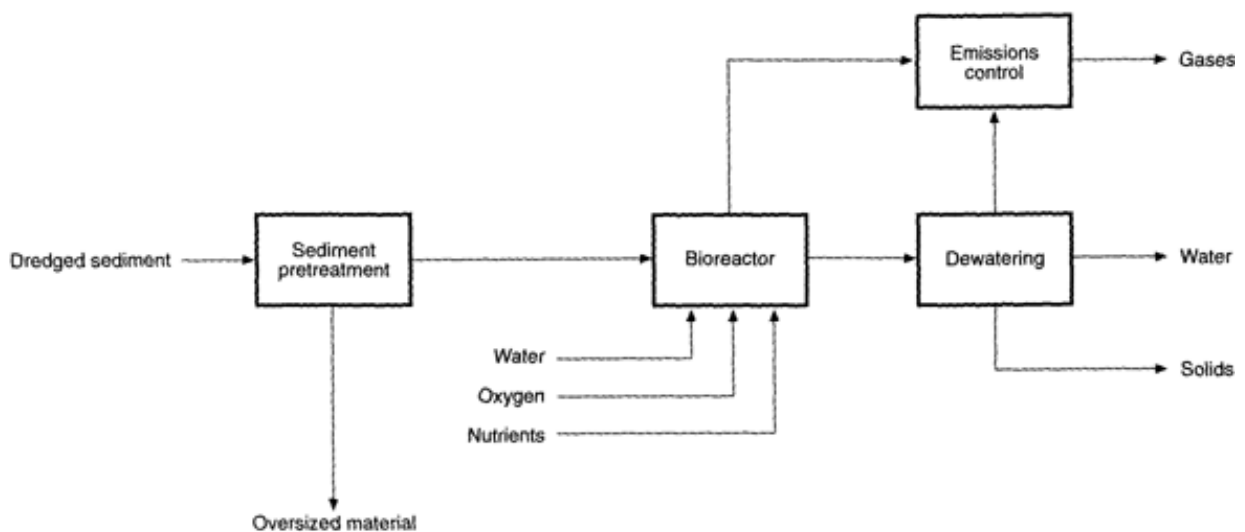 Emissions
control
Gases
Dredged sediment
Sediment
pretreatment
Bioreactor
Dewatering
Water
Water
Solids
Oxygen
Nutrients
Oversized material